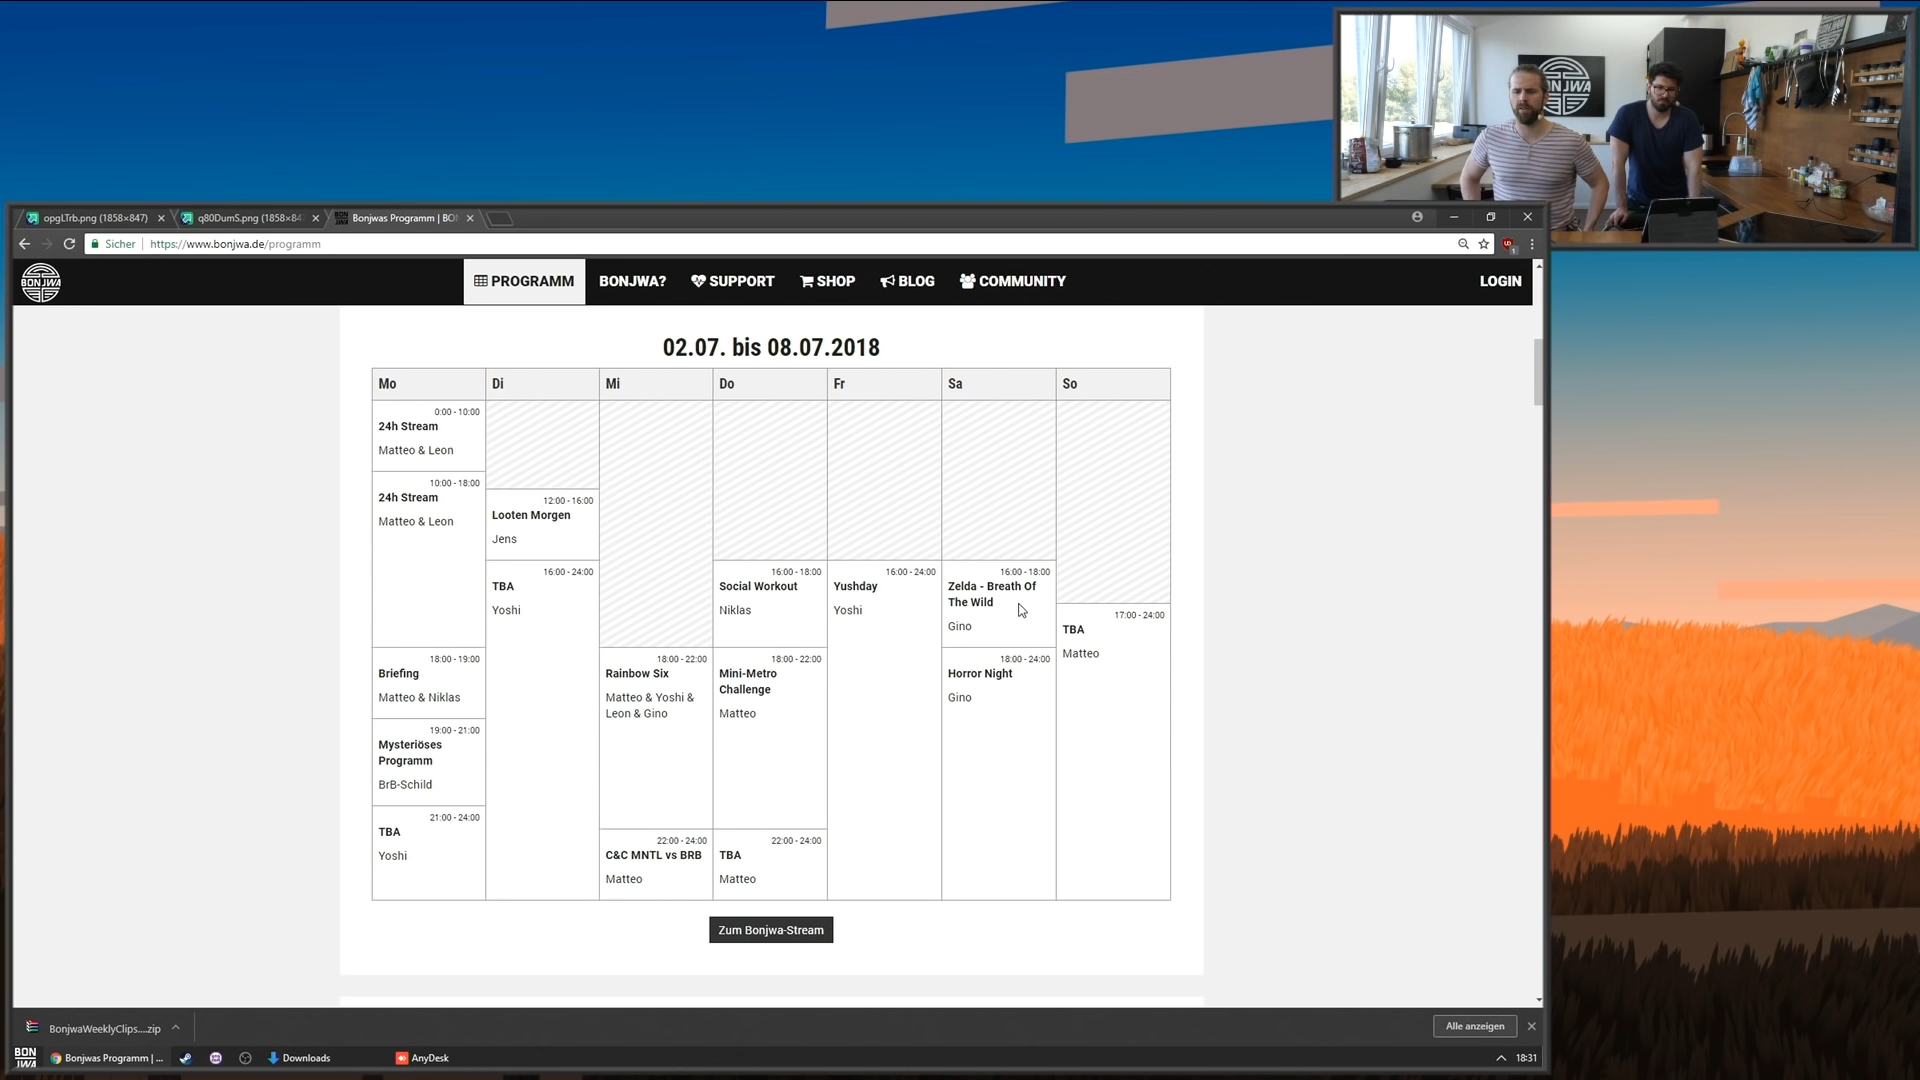 BONJWA
opgLTrb.png (1858×847)
q80DumS.png (1858×84
Bonjwas Programm | BO
Sicher
https://www.bonjwa.de/programm
BONJWA
PROGRAMM
BONJWA?
SUPPORT
SHOP
BLOG
COMMUNITY
LOGIN
02.07. bis 08.07.2018
Mo
Di
Mi
Do
Fr
Sa
So
0:00 - 10:00
24h Stream
Matteo & Leon
10:00 - 18:00
24h Stream
Matteo & Leon
18:00 - 19:00
Briefing
Matteo & Niklas
19:00 - 21:00
Mysteriöses
Programm
BrB-Schild
21:00 - 24:00
TBA
Yoshi
12:00 - 16:00
Looten Morgen
Jens
16:00 - 24:00
TBA
Yoshi
18:00 - 22:00
Rainbow Six
Matteo & Yoshi &
Leon & Gino
22:00 - 24:00
C&C MNTL vs BRB
Matteo
16:00 - 18:00
Social Workout
Niklas
18:00 - 22:00
Mini-Metro
Challenge
Matteo
22:00 - 24:00
TBA
Matteo
16:00 - 24:00
Yushday
Yoshi
16:00 - 18:00
Zelda - Breath Of
The Wild
Gino
18:00 - 24:00
Horror Night
Gino
17:00 - 24:00
TBA
Matteo
Zum Bonjwa-Stream
BonjwaWeeklyClips....zip
Alle anzeigen
BON
JWA
Bonjwas Programm | ...
Downloads
AnyDesk
18:31